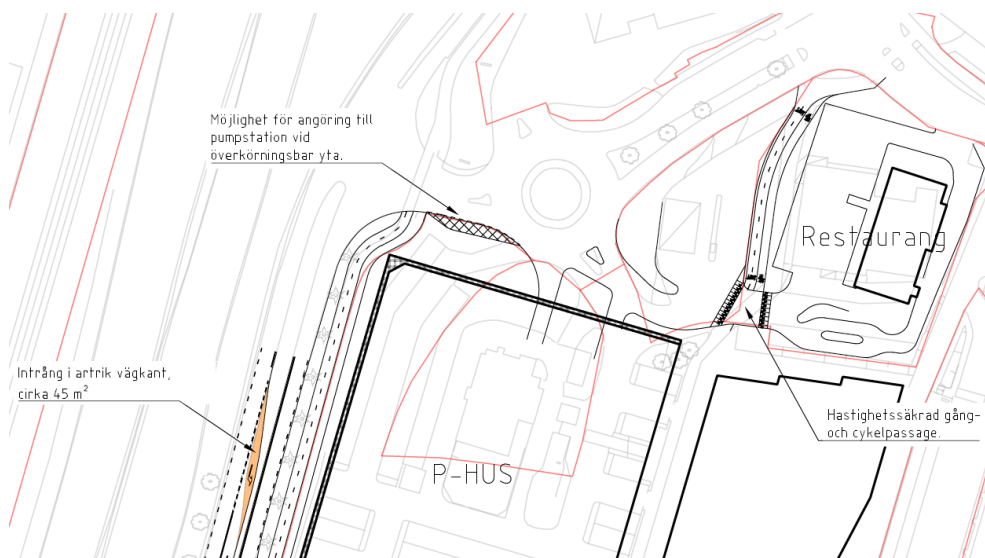 Möjlighet för angöring till
pumpstation vid
överkörningsbar yta.
Restaurang
Intrång i artrik vägkant,
cirka 45 m²
Hastighetssäkrad gång-
och cykelpassage.
P-HUS